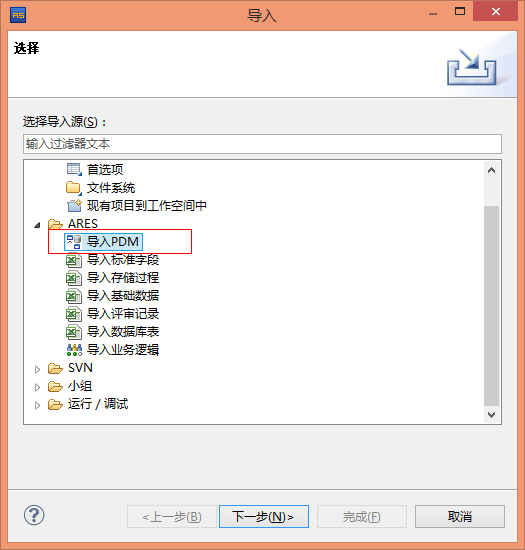 AS
导入
选择
选择导入源(S)：
输入过滤器文本
首选项
文件系统
现有项目到工作空间中
ARES
导入PDM
导入标准字段
导入存储过程
导入基础数据
导入评审记录
导入数据库表
导入业务逻辑
SVN
小组
运行 / 调试
?
<上一步(B)
下一步(N)>
完成(F)
取消